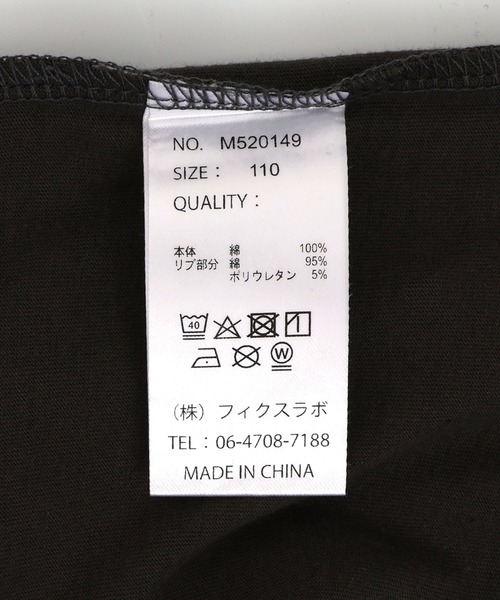 NO. M520149
SIZE： 110
QUALITY：
本体 綿 100%
リブ部分 綿 95%
ポリウレタン 5%
40
W
（株）フィクスラボ
TEL：06-4708-7188
MADE IN CHINA